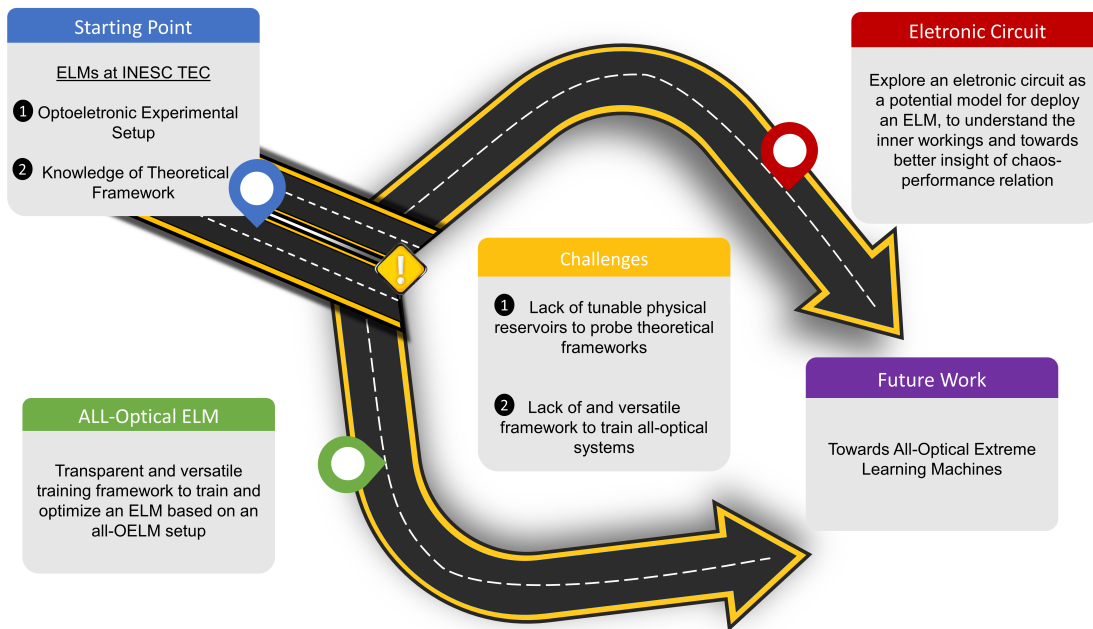 Starting Point
ELMs at INESC TEC
1 Optoeletronic Experimental
Setup
2 Knowledge of Theoretical
Framework
Eletronic Circuit
Explore an eletronic circuit as
a potential model for deploy
an ELM, to understand the
inner workings and towards
better insight of chaos-
performance relation
!
Challenges
1 Lack of tunable physical
reservoirs to probe theoretical
frameworks
2 Lack of and versatile
framework to train all-optical
systems
Future Work
Towards All-Optical Extreme
Learning Machines
ALL-Optical ELM
Transparent and versatile
training framework to train and
optimize an ELM based on an
all-OELM setup